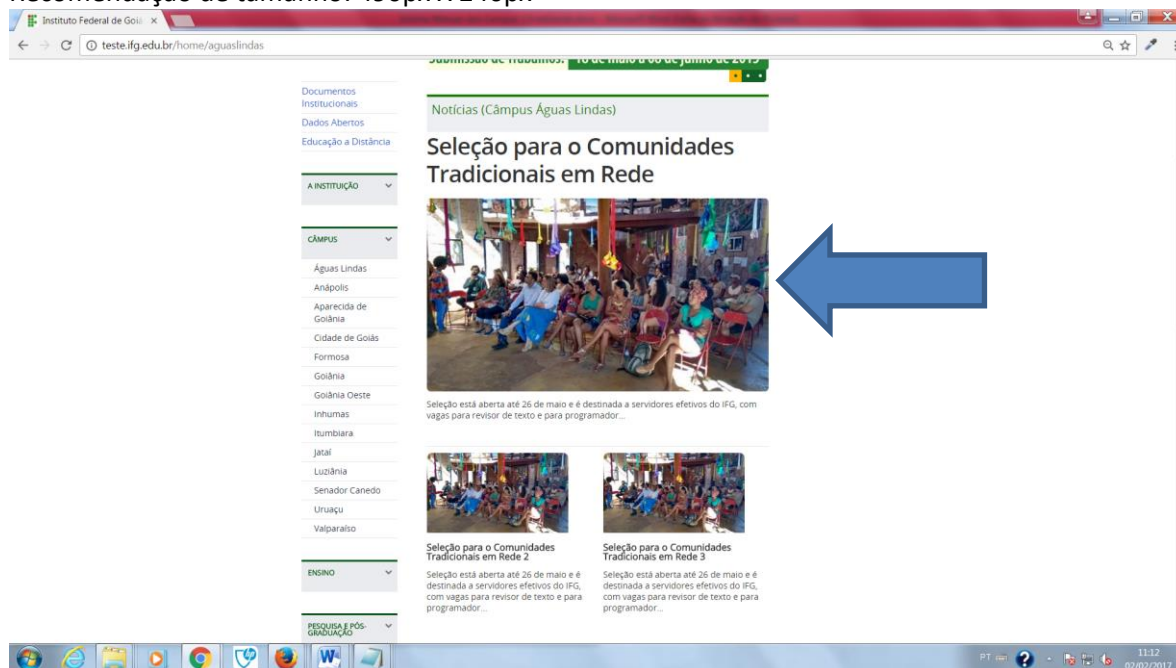 Instituto Federal de Goiá
teste.ifg.edu.br/home/aguaslindas
Documentos
Institucionais
Dados Abertos
Educação a Distância
A INSTITUIÇÃO
CÂMPUS
Águas Lindas
Anápolis
Aparecida de
Goiânia
Cidade de Goiás
Formosa
Goiânia
Goiânia Oeste
Inhumas
Itumbiara
Jataí
Luziânia
Senador Canedo
Uruaçu
Valparaíso
ENSINO
PESQUISA E PÓS-
GRADUAÇÃO
Notícias (Câmpus Águas Lindas)
Seleção para o Comunidades
Tradicionais em Rede
Seleção está aberta até 26 de maio e é destinada a servidores efetivos do IFG, com
vagas para revisor de texto e para programador...
Seleção para o Comunidades
Tradicionais em Rede 2
Seleção está aberta até 26 de maio e é
destinada a servidores efetivos do IFG,
com vagas para revisor de texto e para
programador...
Seleção para o Comunidades
Tradicionais em Rede 3
Seleção está aberta até 26 de maio e é
destinada a servidores efetivos do IFG,
com vagas para revisor de texto e para
programador...
PT
11:12
02/02/2017